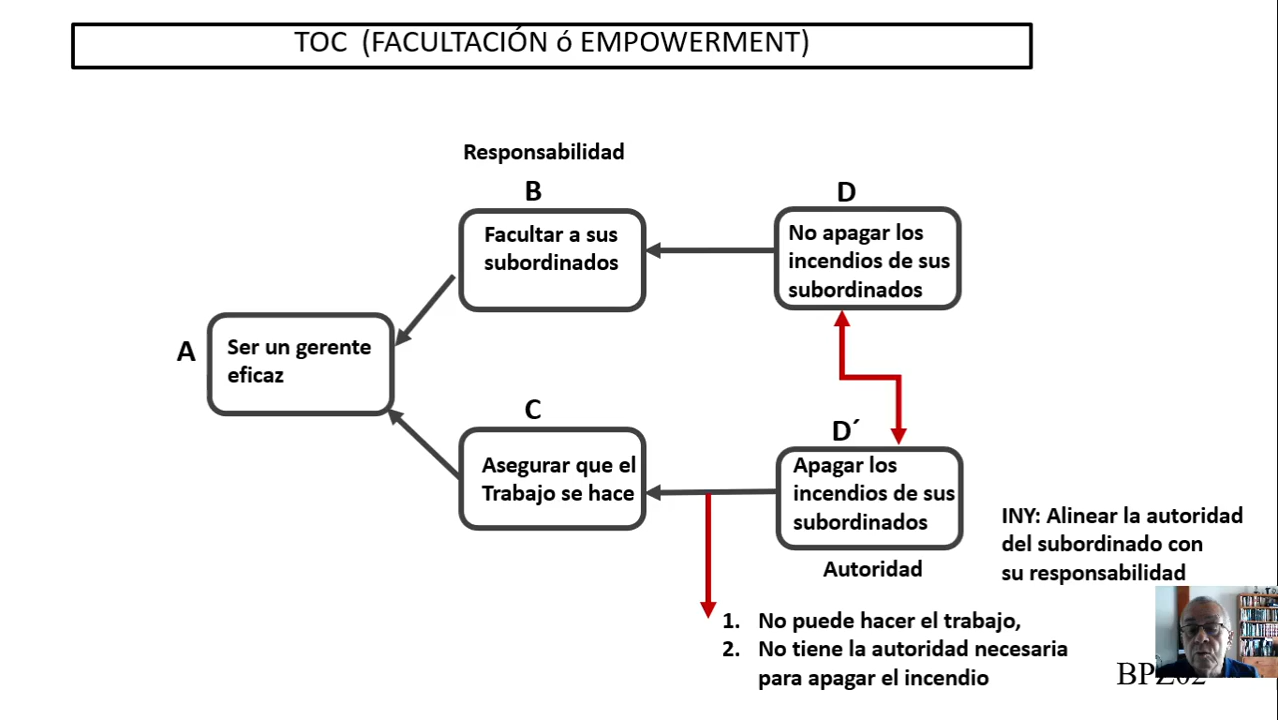 TOC (FACULTACIÓN ó EMPOWERMENT)
Responsabilidad
B
D
Facultar a sus
subordinados
No apagar los
incendios de sus
subordinados
A
Ser un gerente
eficaz
C
D´
Asegurar que el
Trabajo se hace
Apagar los
incendios de sus
subordinados
Autoridad
INY: Alinear la autoridad
del subordinado con
su responsabilidad
1. No puede hacer el trabajo,
2. No tiene la autoridad necesaria
para apagar el incendio